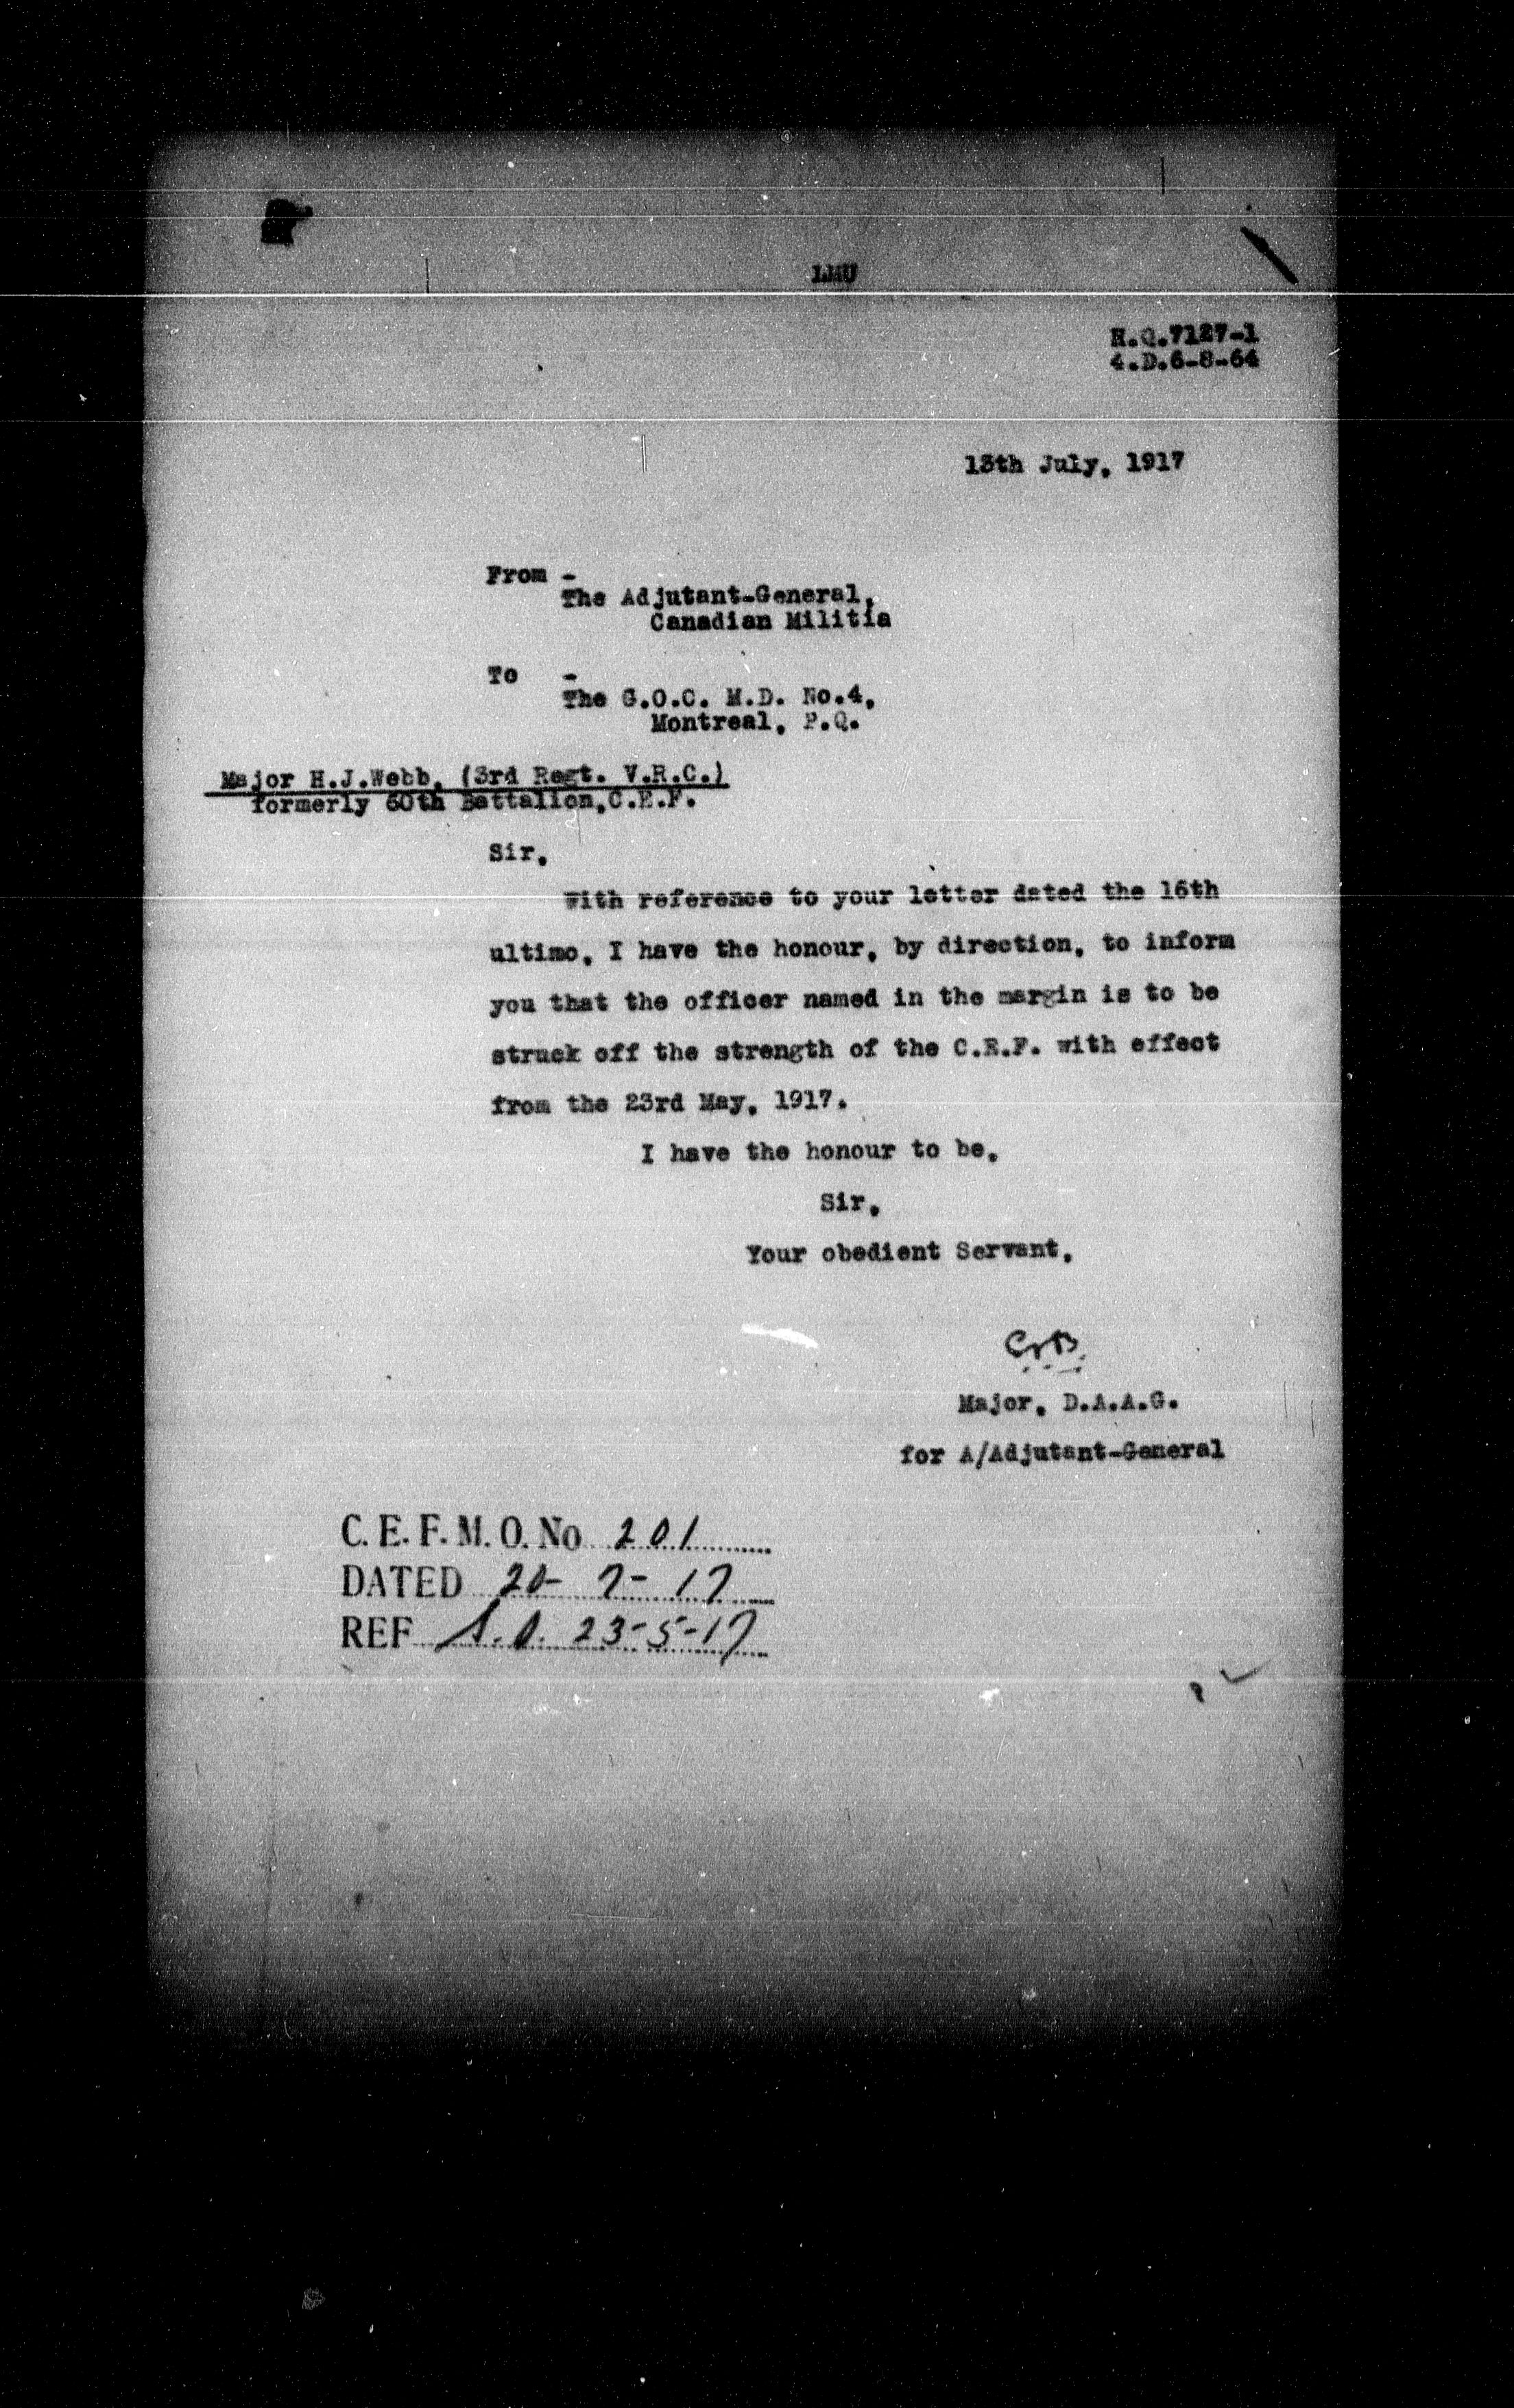 LMU
H.Q.7127-1
4.D.6-8-64
13th July, 1917
From -
The Adjutant-General,
Canadian Militia
To -
The G.O.C. M.D. No.4,
Montreal, P.Q.
Major H.J.Webb, (3rd Regt. V.R.C.)
formerly 60th Battalion,C.E.F.
Sir,
With reference to your letter dated the 16th
ultimo, I have the honour, by direction, to inform
you that the officer named in the margin is to be
struck off the strength of the C.E.F. with effect
from the 23rd May, 1917.
I have the honour to be,
Sir,
Your obedient Servant,
Major, D.A.A.G.
for A/Adjutant-General
C.E.F.M.O.No 201
DATED 20-7-17
REF S.O. 23-5-17